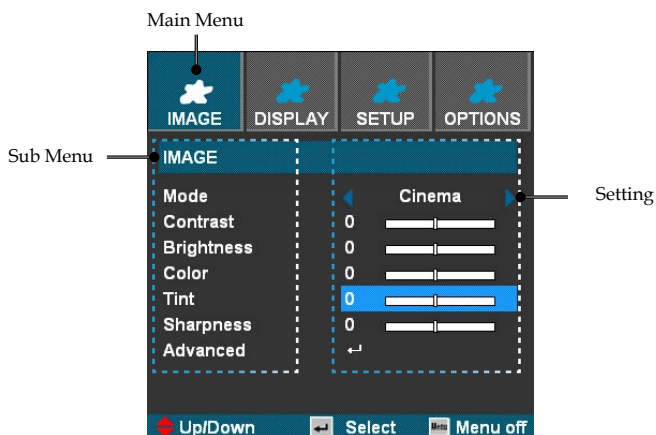 Main Menu
IMAGE DISPLAY SETUP OPTIONS
Sub Menu
IMAGE
Mode Cinema
Setting
Contrast 0
Brightness 0
Color 0
Tint 0
Sharpness 0
Advanced
Up/Down Select Menu Menu off